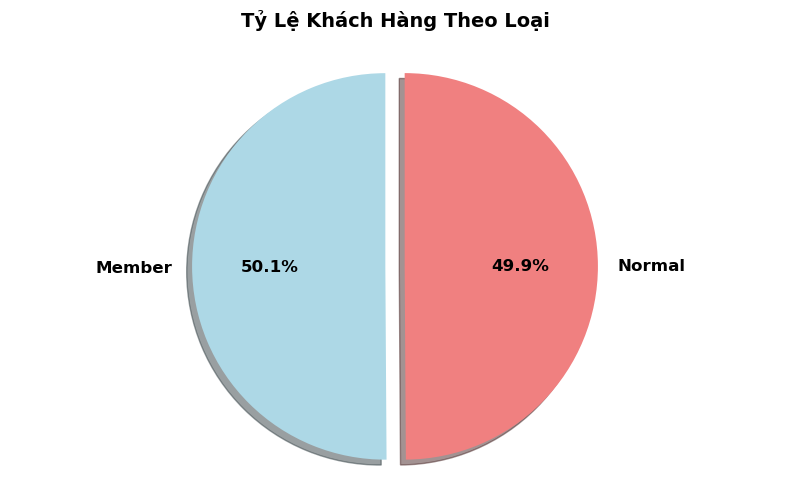 Tỷ Lệ Khách Hàng Theo Loại
Member
50.1%
49.9%
Normal